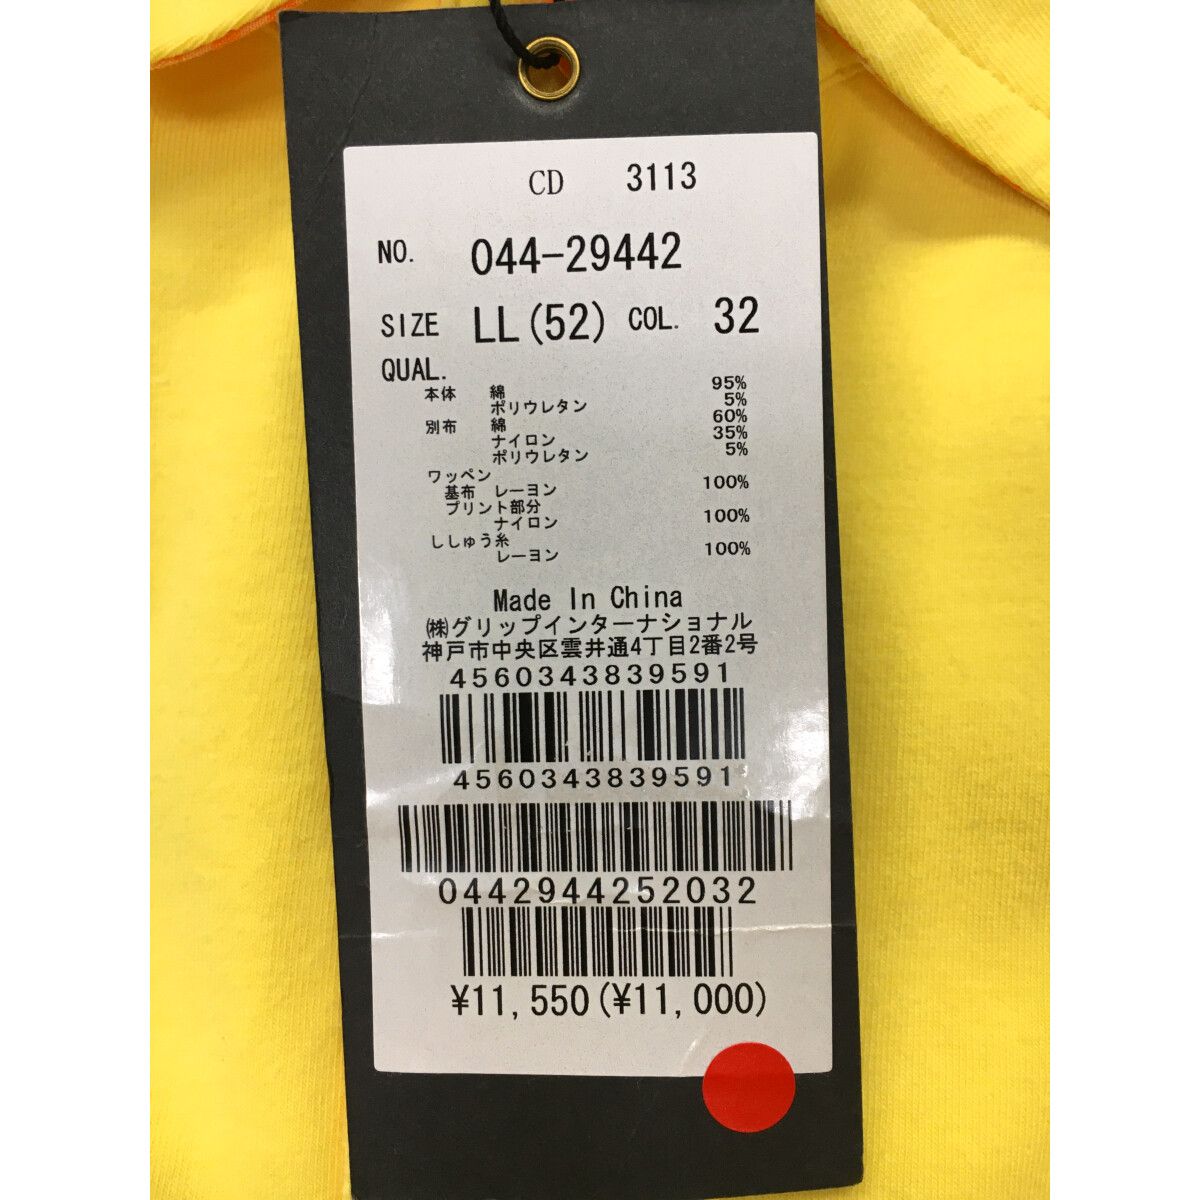 CD 3113
NO. 044-29442
SIZE LL(52) COL. 32
QUAL.
本体 綿 95%
ポリウレタン 5%
別布 綿 60%
ナイロン 35%
ポリウレタン 5%
ワッペン
基布 レーヨン 100%
プリント部分
ナイロン 100%
ししゅう糸
レーヨン 100%
Made In China
㈱グリップインターナショナル
神戸市中央区雲井通4丁目2番2号
4560343839591
4560343839591
0442944252032
¥11,550(¥11,000)